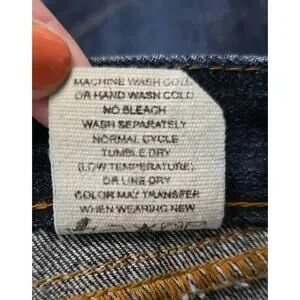 MACHINE WASH COLD
OR HAND WASH COLD
NO BLEACH
WASH SEPARATELY
NORMAL CYCLE
TUMBLE DRY
(LOW TEMPERATURE)
OR LINE DRY
COLOR MAY TRANSFER
WHEN WEARING NEW